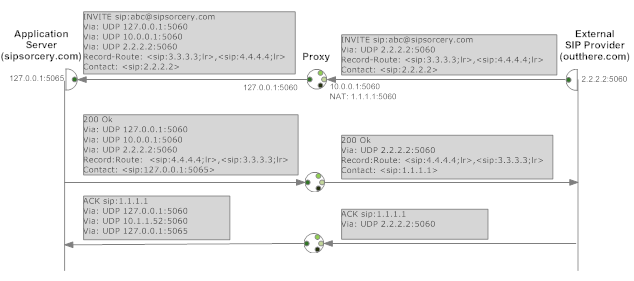 INVITE sip:abc@sipsorcery.com
Via: UDP 127.0.0.1:5060
Via: UDP 10.0.0.1:5060
Via: UDP 2.2.2.2:5060
Record-Route: <sip:3.3.3.3;lr>,<sip:4.4.4.4;lr>
Contact: <sip:2.2.2.2>
Application
Server
(sipsorcery.com)
127.0.0.1:5065
Proxy
127.0.0.1:5060
10.0.0.1:5060
NAT: 1.1.1.1:5060
INVITE sip:abc@sipsorcery.com
Via: UDP 2.2.2.2:5060
Record-Route: <sip:3.3.3.3;lr>,<sip:4.4.4.4;lr>
Contact: <sip:2.2.2.2>
External
SIP Provider
(outthere.com)
2.2.2.2:5060
200 Ok
Via: UDP 127.0.0.1:5060
Via: UDP 10.0.0.1:5060
Via: UDP 2.2.2.2:5060
Record:Route: <sip:4.4.4.4;lr>,<sip:3.3.3.3;lr>
Contact: <sip:127.0.0.1:5065>
200 Ok
Via: UDP 2.2.2.2:5060
Record-Route: <sip:4.4.4.4;lr>,<sip:3.3.3.3;lr>
Contact: <sip:1.1.1.1>
ACK sip:1.1.1.1
Via: UDP 127.0.0.1:5060
Via: UDP 10.1.1.52:5060
Via: UDP 127.0.0.1:5065
ACK sip:1.1.1.1
Via: UDP 2.2.2.2:5060